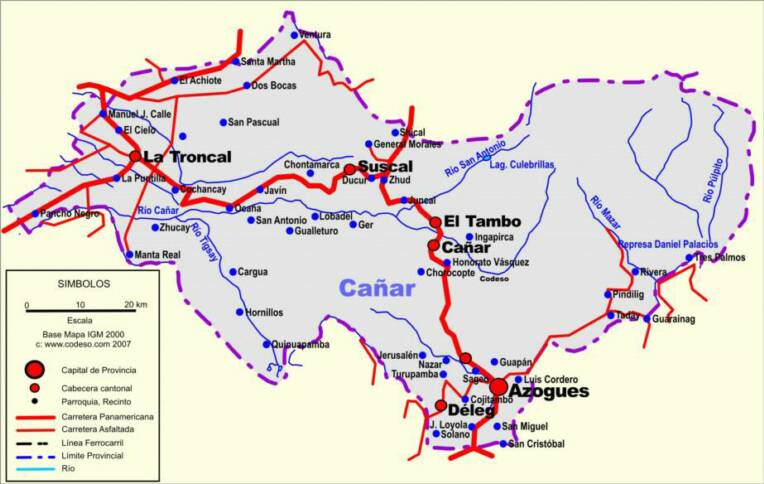 Ventura
Santa Martha
El Achiote
Dos Bocas
Manuel J. Calle
El Cielo
San Pascual
Sucal
General Morales
La Troncal
Chontamarca
Suscal
Río San Antonio
Lag. Culebrillas
Río Púlpito
La Puntilla
Cochancay
Javín
Ducur
Zhud
Juncal
Pancho Negro
Río Cañar
Ocana
San Antonio
Lobadel
Ger
El Tambo
Río Mazar
Zhucay
Río Tigsay
Gualleturo
Ingapirca
Cañar
Represa Daniel Palacios
Manta Real
Honorato Vásquez
Tres Palmos
Cargua
Chorocopte
Codeso
Rivera
Cañar
Pindilig
Hornillos
Taday
Guarainag
Quinuapamba
Jerusalén
Nazar
Guapán
Turupamba
Sageo
Luis Cordero
Azogues
Cojitambo
Déleg
J. Loyola
Solano
San Miguel
San Cristóbal
SIMBOLOS
0 10 20 km
Escala
Base Mapa IGM 2000
c: www.codeso.com 2007
Capital de Provincia
Cabecera cantonal
Parroquia, Recinto
Carretera Panamericana
Carretera Asfaltada
Línea Ferrocarril
Límite Provincial
Río